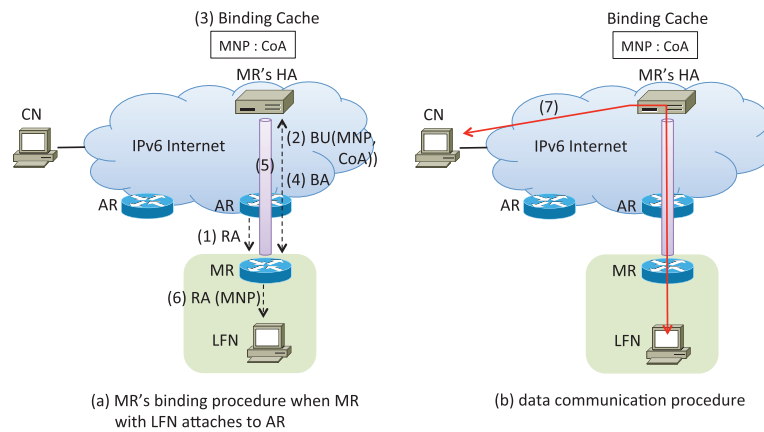 (3) Binding Cache
MNP : CoA
MR's HA
CN
(2) BU(MNP,
CoA))
IPv6 Internet
(5)
(4) BA
AR
AR
(1) RA
MR
(6) RA (MNP)
LFN
(a) MR's binding procedure when MR
with LFN attaches to AR
Binding Cache
MNP : CoA
MR's HA
(7)
CN
IPv6 Internet
AR
AR
MR
LFN
(b) data communication procedure